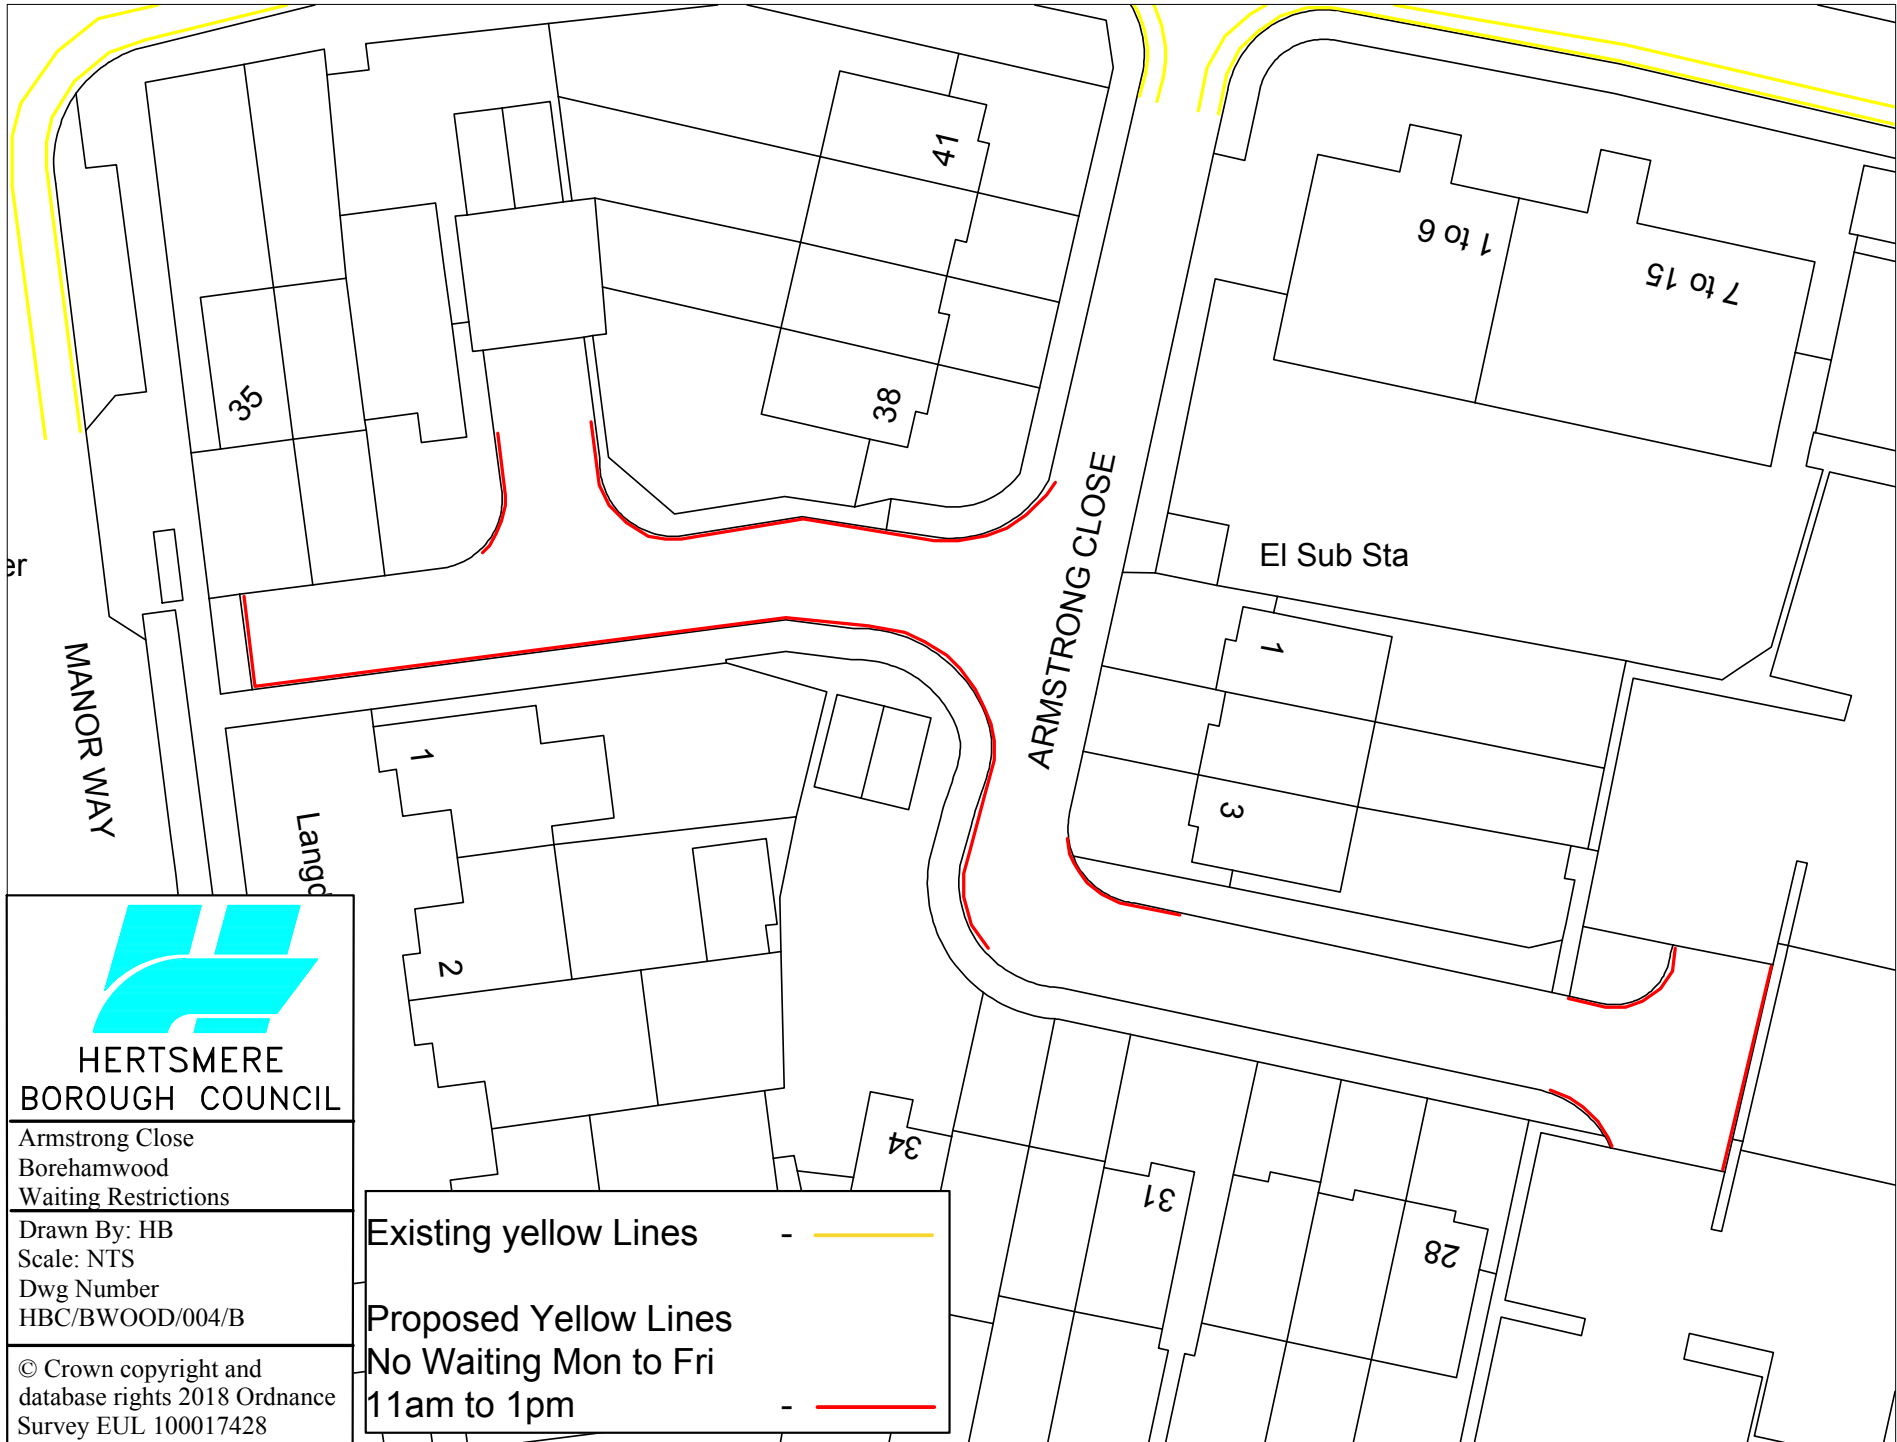 41
1 to 6
7 to 15
35
38
ARMSTRONG CLOSE
El Sub Sta
er
MANOR WAY
1
1
3
Langd
2
34
31
28
HERTSMERE
BOROUGH COUNCIL
Armstrong Close
Borehamwood
Waiting Restrictions
Drawn By: HB
Scale: NTS
Dwg Number
HBC/BWOOD/004/B
© Crown copyright and
database rights 2018 Ordnance
Survey EUL 100017428
Existing yellow Lines -
Proposed Yellow Lines
No Waiting Mon to Fri
11am to 1pm -